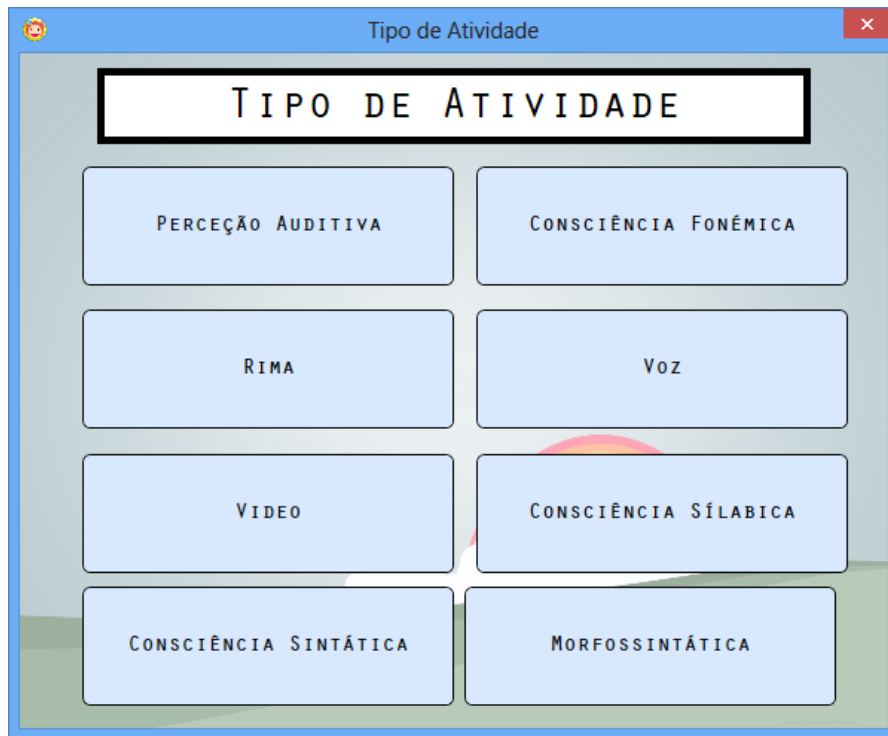 Tipo de Atividade
Tipo de Atividade
Perceção Auditiva
Consciência Fonémica
Rima
Voz
Video
Consciência Sílabica
Consciência Sintática
Morfossintática